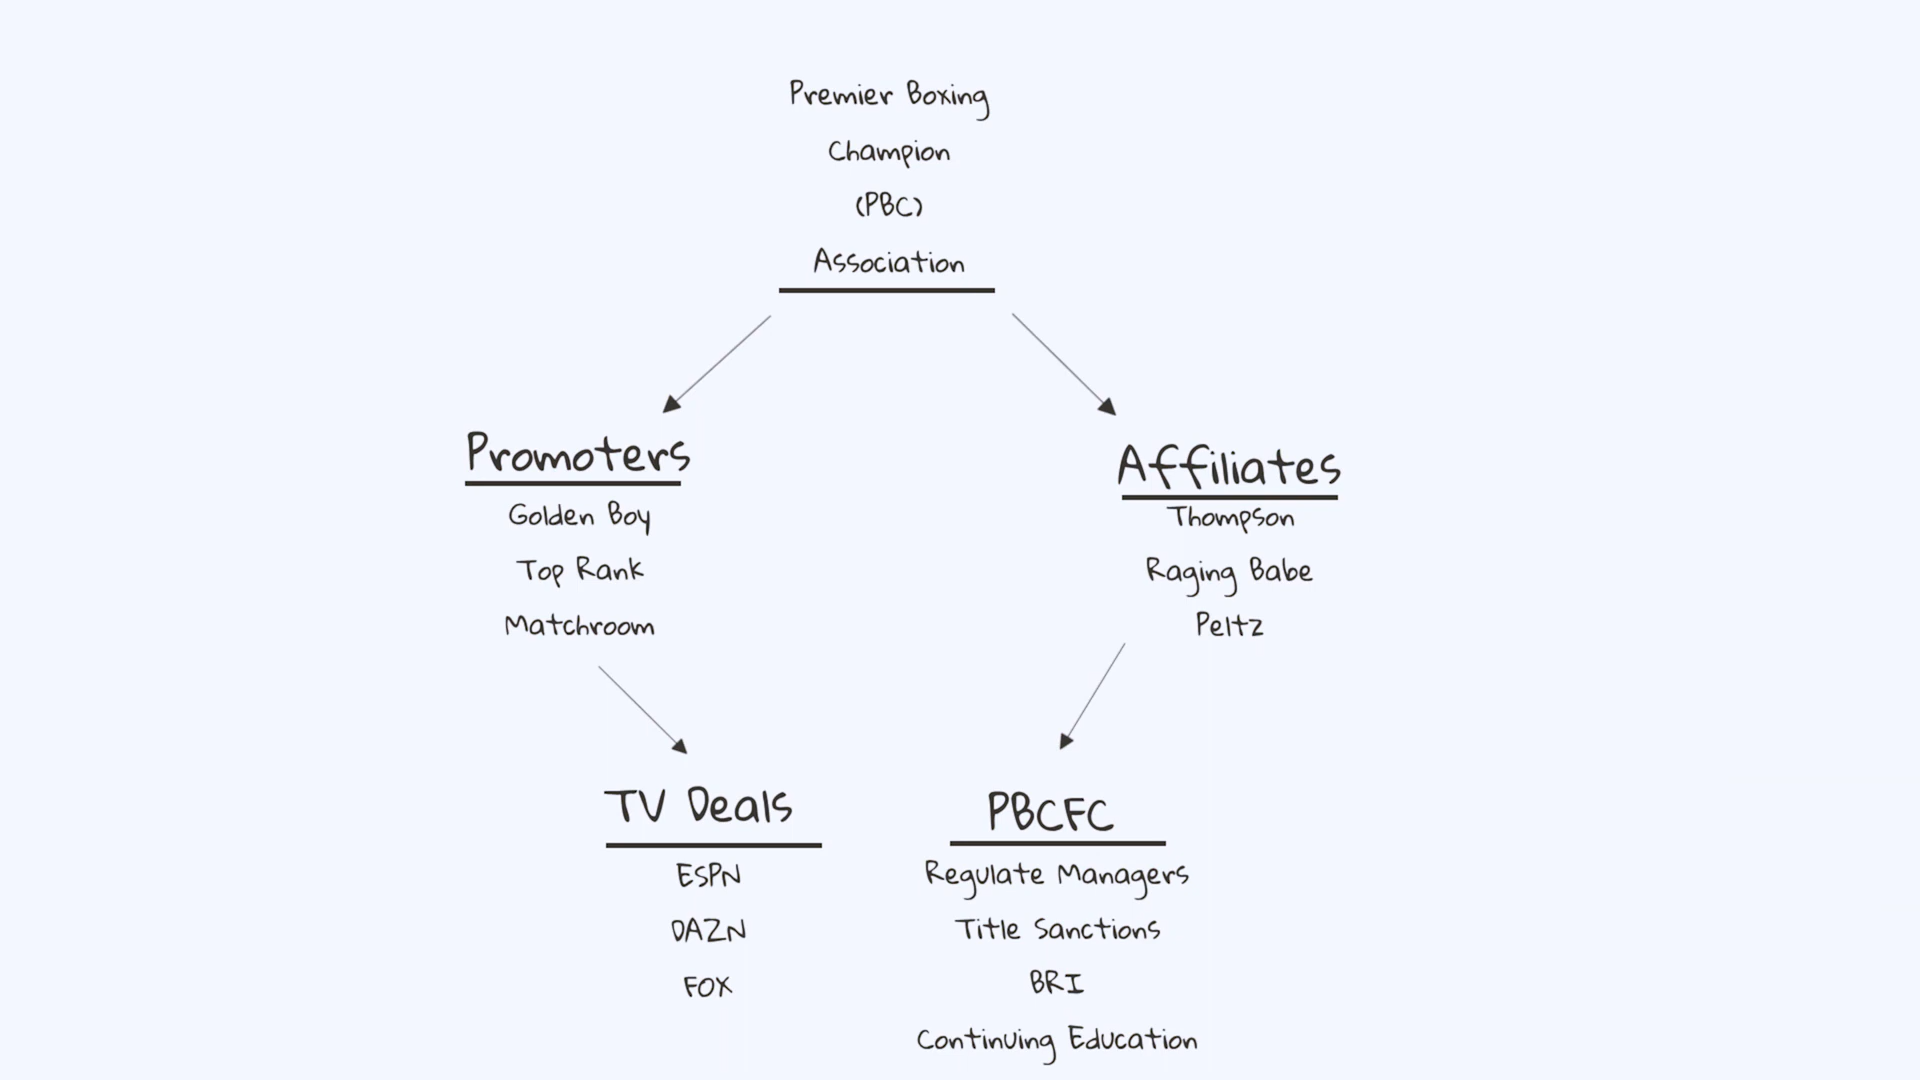 Premier Boxing
Champion
(PBC)
Association
Promoters
Golden Boy
Top Rank
Matchroom
Affiliates
Thompson
Raging Babe
Peltz
TV Deals
ESPN
DAZN
FOX
PBCFC
Regulate Managers
Title Sanctions
BRI
Continuing Education